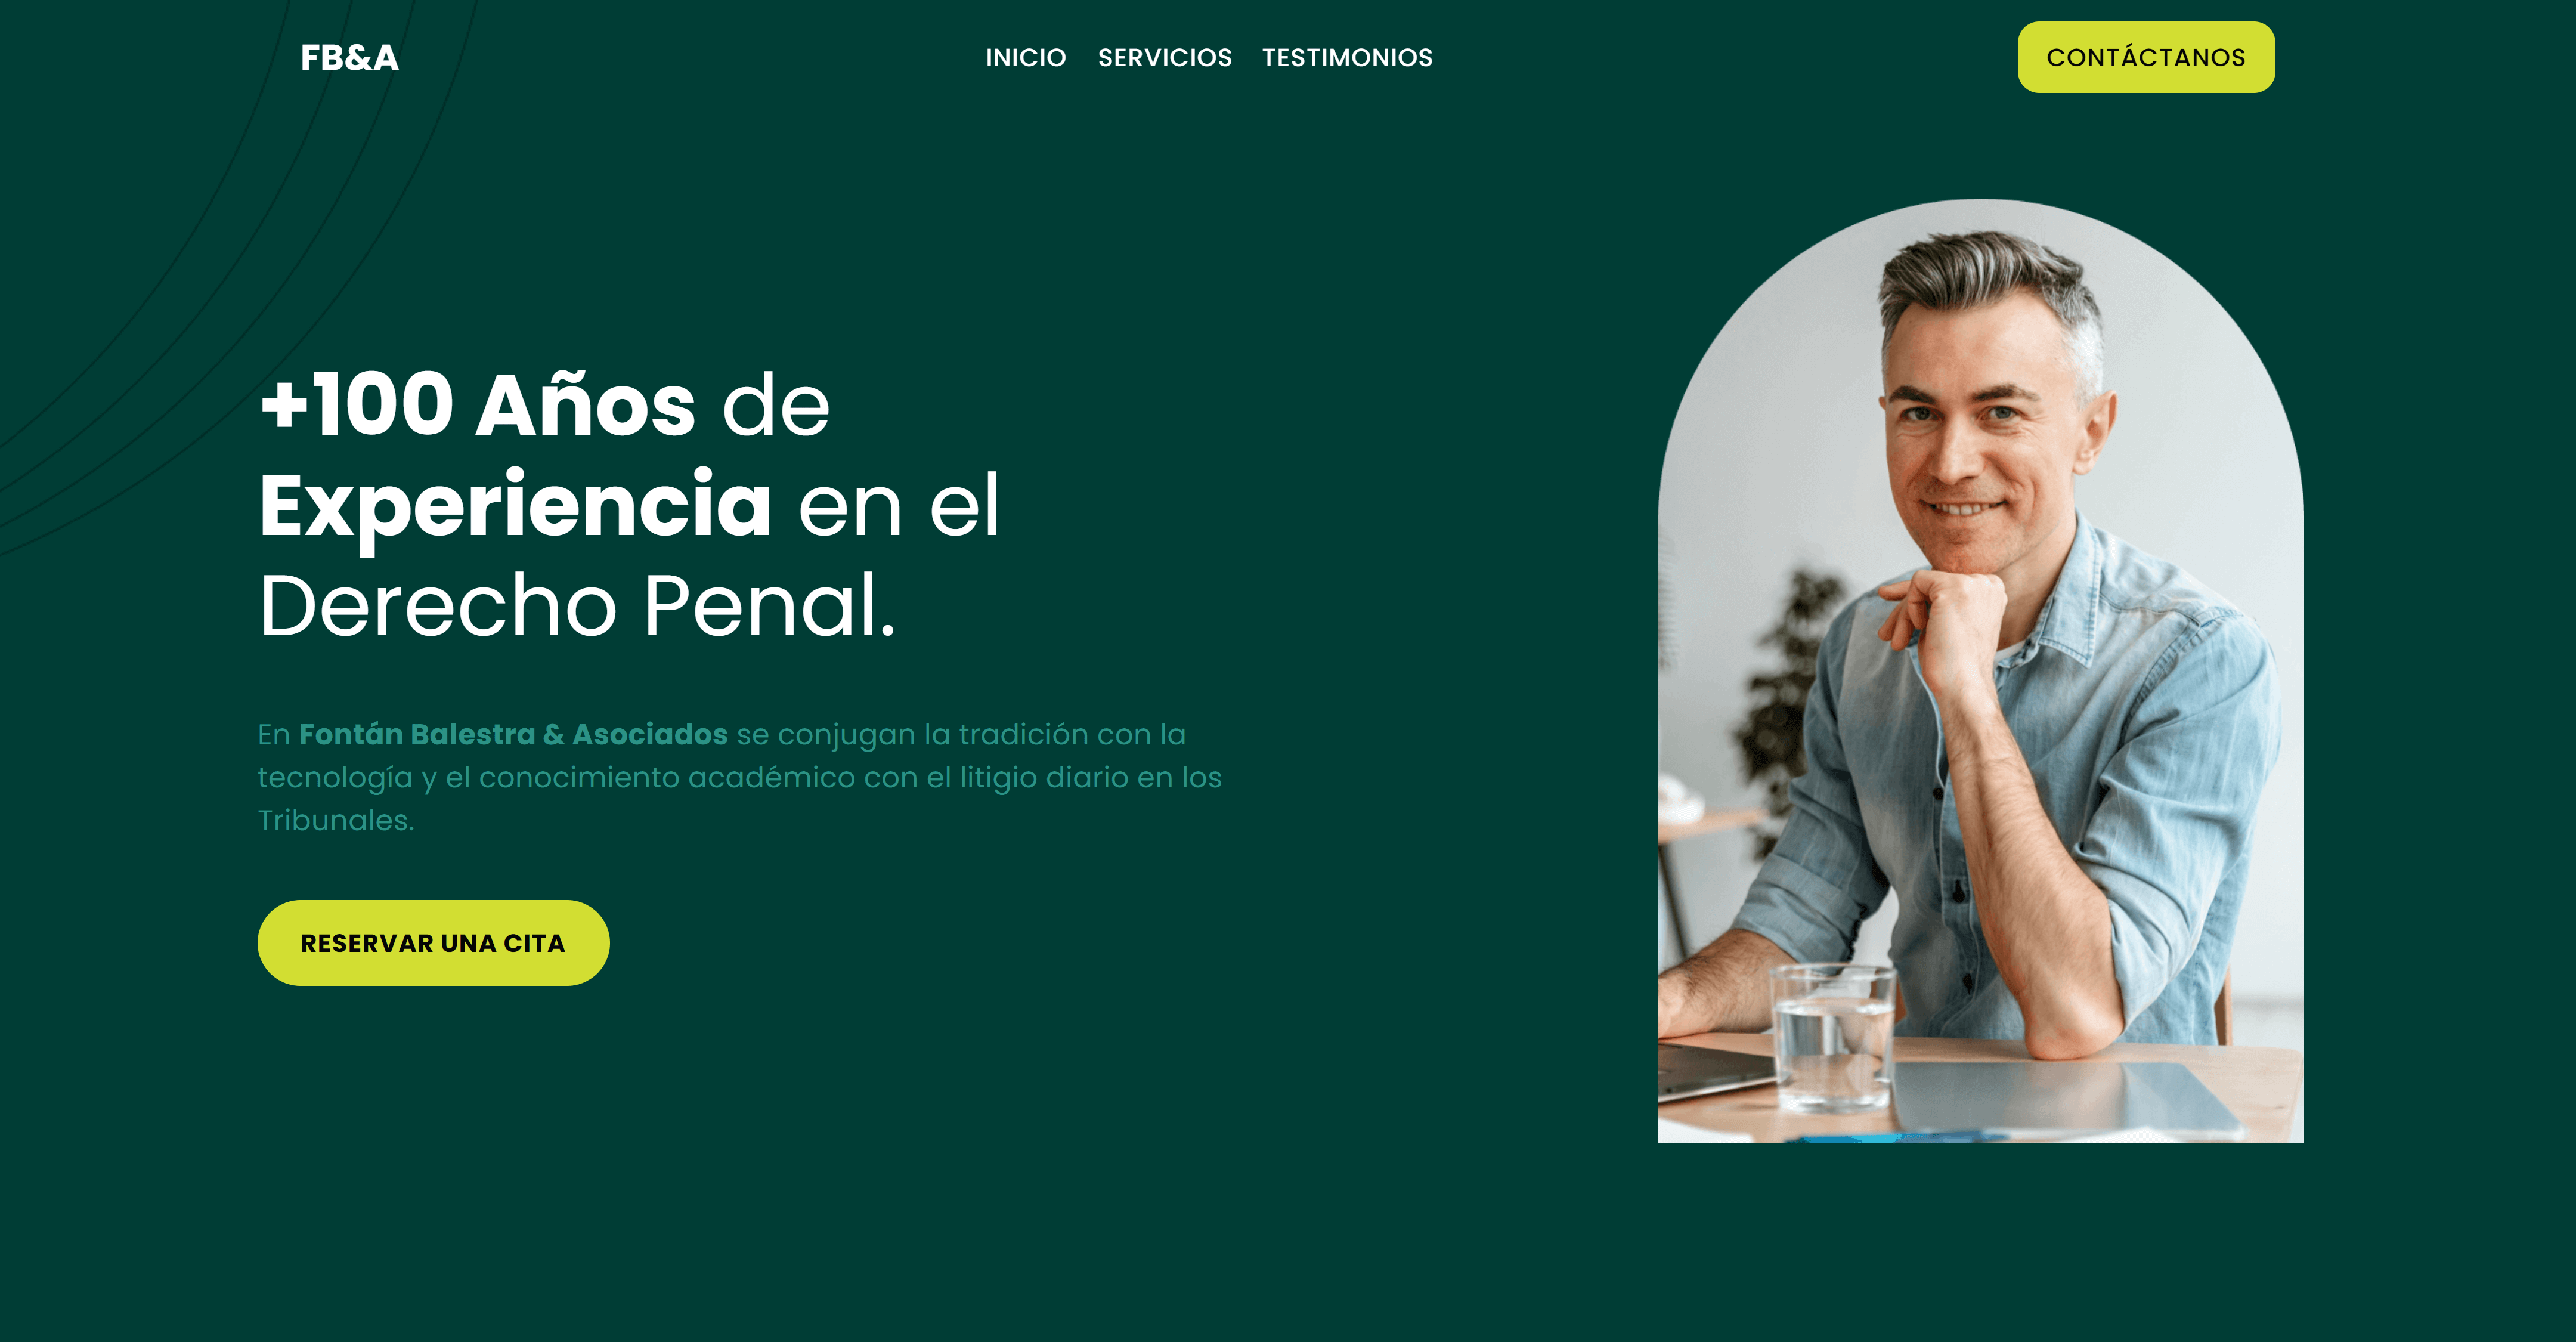 FB&A
INICIO SERVICIOS TESTIMONIOS
CONTÁCTANOS
+100 Años de
Experiencia en el
Derecho Penal.
En Fontán Balestra & Asociados se conjugan la tradición con la
tecnología y el conocimiento académico con el litigio diario en los
Tribunales.
RESERVAR UNA CITA